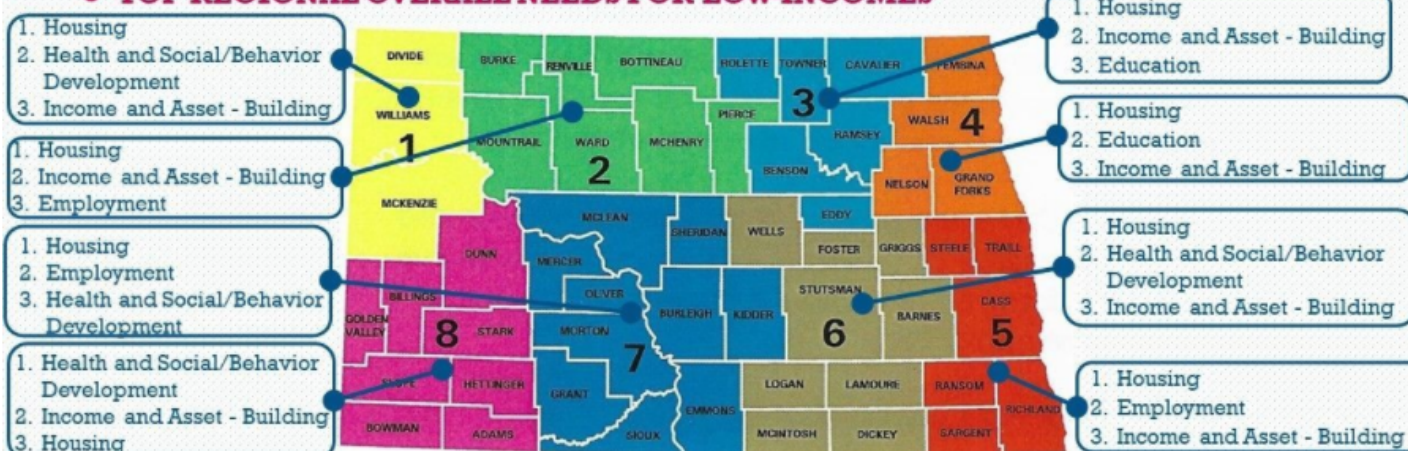 3 TOP REGIONAL OVERALL NEEDS FOR LOW INCOMES
1. Housing
2. Health and Social/Behavior
Development
3. Income and Asset - Building
1. Housing
2. Income and Asset - Building
3. Employment
1. Housing
2. Employment
3. Health and Social/Behavior
Development
1. Health and Social/Behavior
Development
2. Income and Asset - Building
3. Housing
DIVIDE
WILLIAMS
1
MCKENZIE
BURKE
RENVILLE
BOTTINEAU
MOUNTRAIL
WARD
2
MCHENRY
PIERCE
ROLETTE
TOWNER
CAVALIER
3
RAMSEY
BENSON
EDDY
PEMBINA
WALSH
4
NELSON
GRAND
FORKS
DUNN
BILLINGS
GOLDEN
VALLEY
8
STARK
SLOPE
HETTINGER
BOWMAN
ADAMS
MCLEAN
SHERIDAN
MERCER
OLIVER
MORTON
7
BURLEIGH
KIDDER
GRANT
EMMONS
SIOUX
WELLS
FOSTER
GRIGGS
STUTSMAN
6
BARNES
LOGAN
LAMOURE
MCINTOSH
DICKEY
STEELE
TRAILL
CASS
5
RANSOM
RICHLAND
SARGENT
1. Housing
2. Income and Asset - Building
3. Education
1. Housing
2. Education
3. Income and Asset - Building
1. Housing
2. Health and Social/Behavior
Development
3. Income and Asset - Building
1. Housing
2. Employment
3. Income and Asset - Building